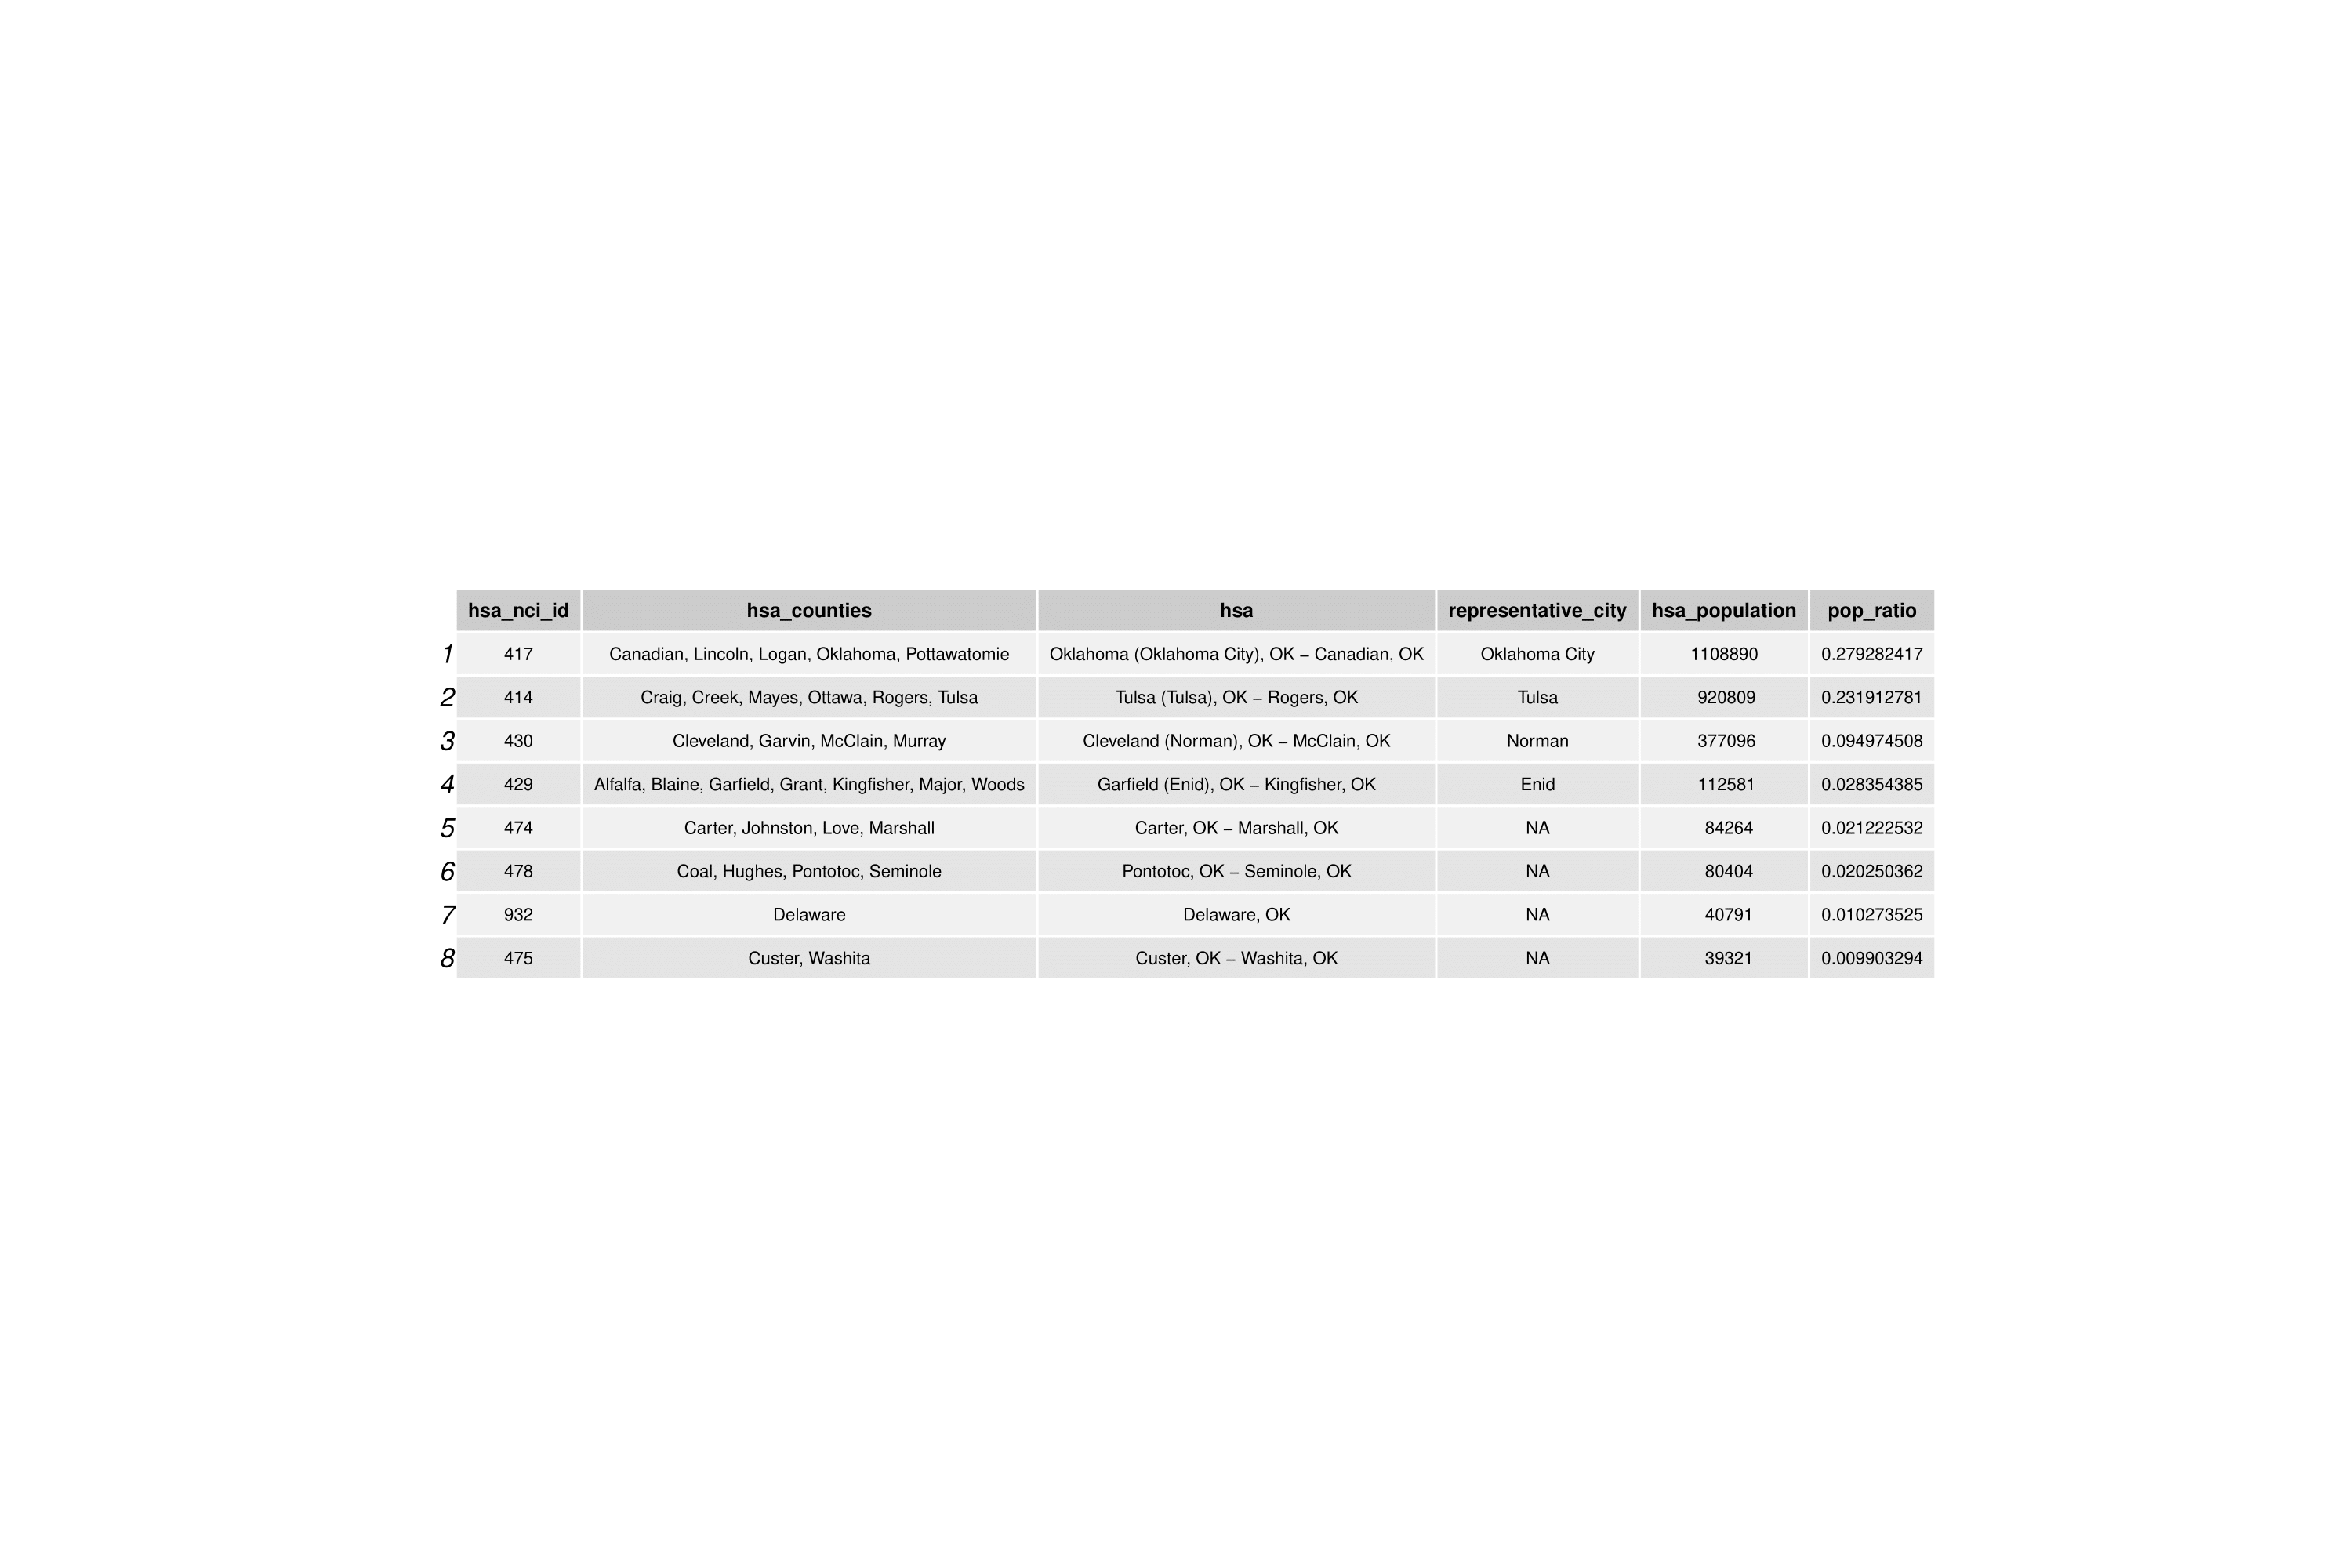 hsa_nci_id hsa_counties hsa representative_city hsa_population pop_ratio
1 417 Canadian, Lincoln, Logan, Oklahoma, Pottawatomie Oklahoma (Oklahoma City), OK − Canadian, OK Oklahoma City 1108890 0.279282417
2 414 Craig, Creek, Mayes, Ottawa, Rogers, Tulsa Tulsa (Tulsa), OK − Rogers, OK Tulsa 920809 0.231912781
3 430 Cleveland, Garvin, McClain, Murray Cleveland (Norman), OK − McClain, OK Norman 377096 0.094974508
4 429 Alfalfa, Blaine, Garfield, Grant, Kingfisher, Major, Woods Garfield (Enid), OK − Kingfisher, OK Enid 112581 0.028354385
5 474 Carter, Johnston, Love, Marshall Carter, OK − Marshall, OK NA 84264 0.021222532
6 478 Coal, Hughes, Pontotoc, Seminole Pontotoc, OK − Seminole, OK NA 80404 0.020250362
7 932 Delaware Delaware, OK NA 40791 0.010273525
8 475 Custer, Washita Custer, OK − Washita, OK NA 39321 0.009903294